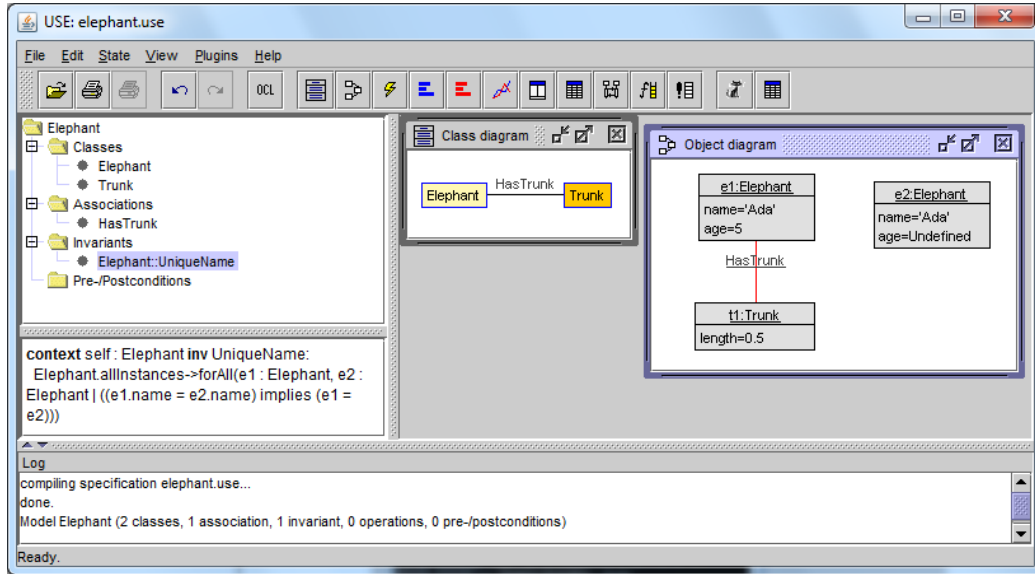 USE: elephant.use
File Edit State View Plugins Help
OCL
Elephant
Classes
Elephant
Trunk
Associations
HasTrunk
Invariants
Elephant::UniqueName
Pre-/Postconditions
context self : Elephant inv UniqueName:
Elephant.allInstances->forAll(e1 : Elephant, e2 :
Elephant | ((e1.name = e2.name) implies (e1 =
e2)))
Class diagram
Elephant
HasTrunk
Trunk
Object diagram
e1:Elephant
name='Ada'
age=5
HasTrunk
t1:Trunk
length=0.5
e2:Elephant
name='Ada'
age=Undefined
Log
compiling specification elephant.use...
done.
Model Elephant (2 classes, 1 association, 1 invariant, 0 operations, 0 pre-/postconditions)
Ready.